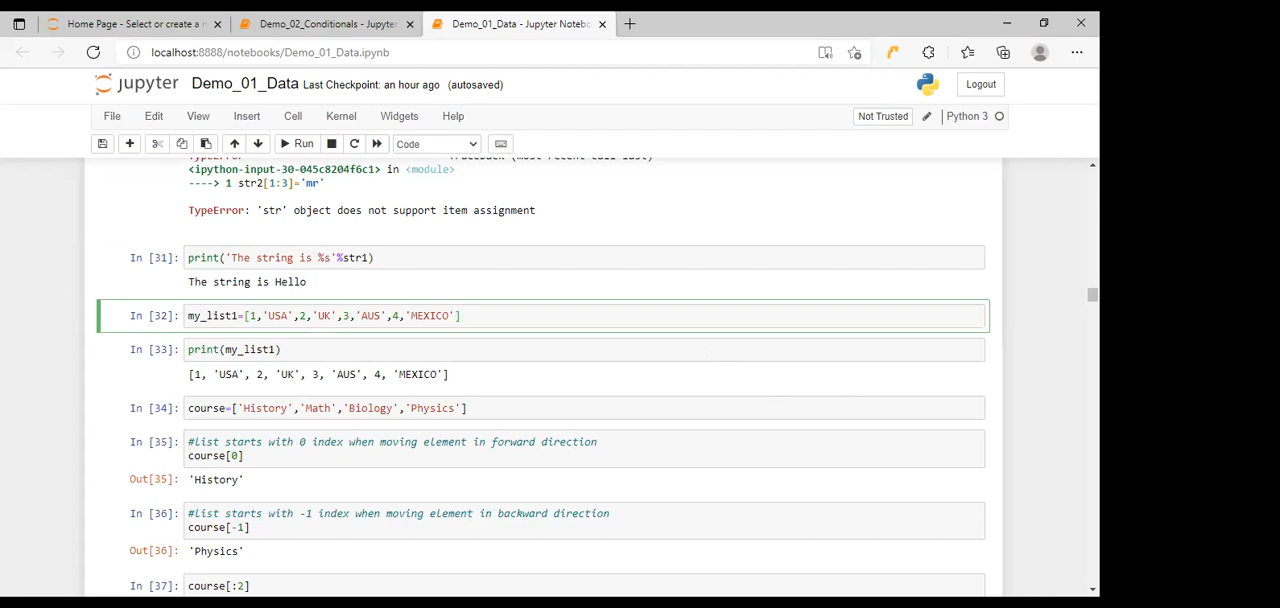 Home Page - Select or create a n
Demo_02_Conditionals - Jupyter
Demo_01_Data - Jupyter Notebo
localhost:8888/notebooks/Demo_01_Data.ipynb
jupyter Demo_01_Data Last Checkpoint: an hour ago (autosaved)
Logout
File Edit View Insert Cell Kernel Widgets Help
Not Trusted
Python 3
Run
Code
TypeError Traceback (most recent call last)
<ipython-input-30-045c8204f6c1> in <module>
----> 1 str2[1:3]='mr'
TypeError: 'str' object does not support item assignment
In [31]: print('The string is %s'%str1)
The string is Hello
In [32]: my_list1=[1,'USA',2,'UK',3,'AUS',4,'MEXICO']
In [33]: print(my_list1)
[1, 'USA', 2, 'UK', 3, 'AUS', 4, 'MEXICO']
In [34]: course=['History','Math','Biology','Physics']
In [35]: #list starts with 0 index when moving element in forward direction
course[0]
Out[35]: 'History'
In [36]: #list starts with -1 index when moving element in backward direction
course[-1]
Out[36]: 'Physics'
In [37]: course[:2]